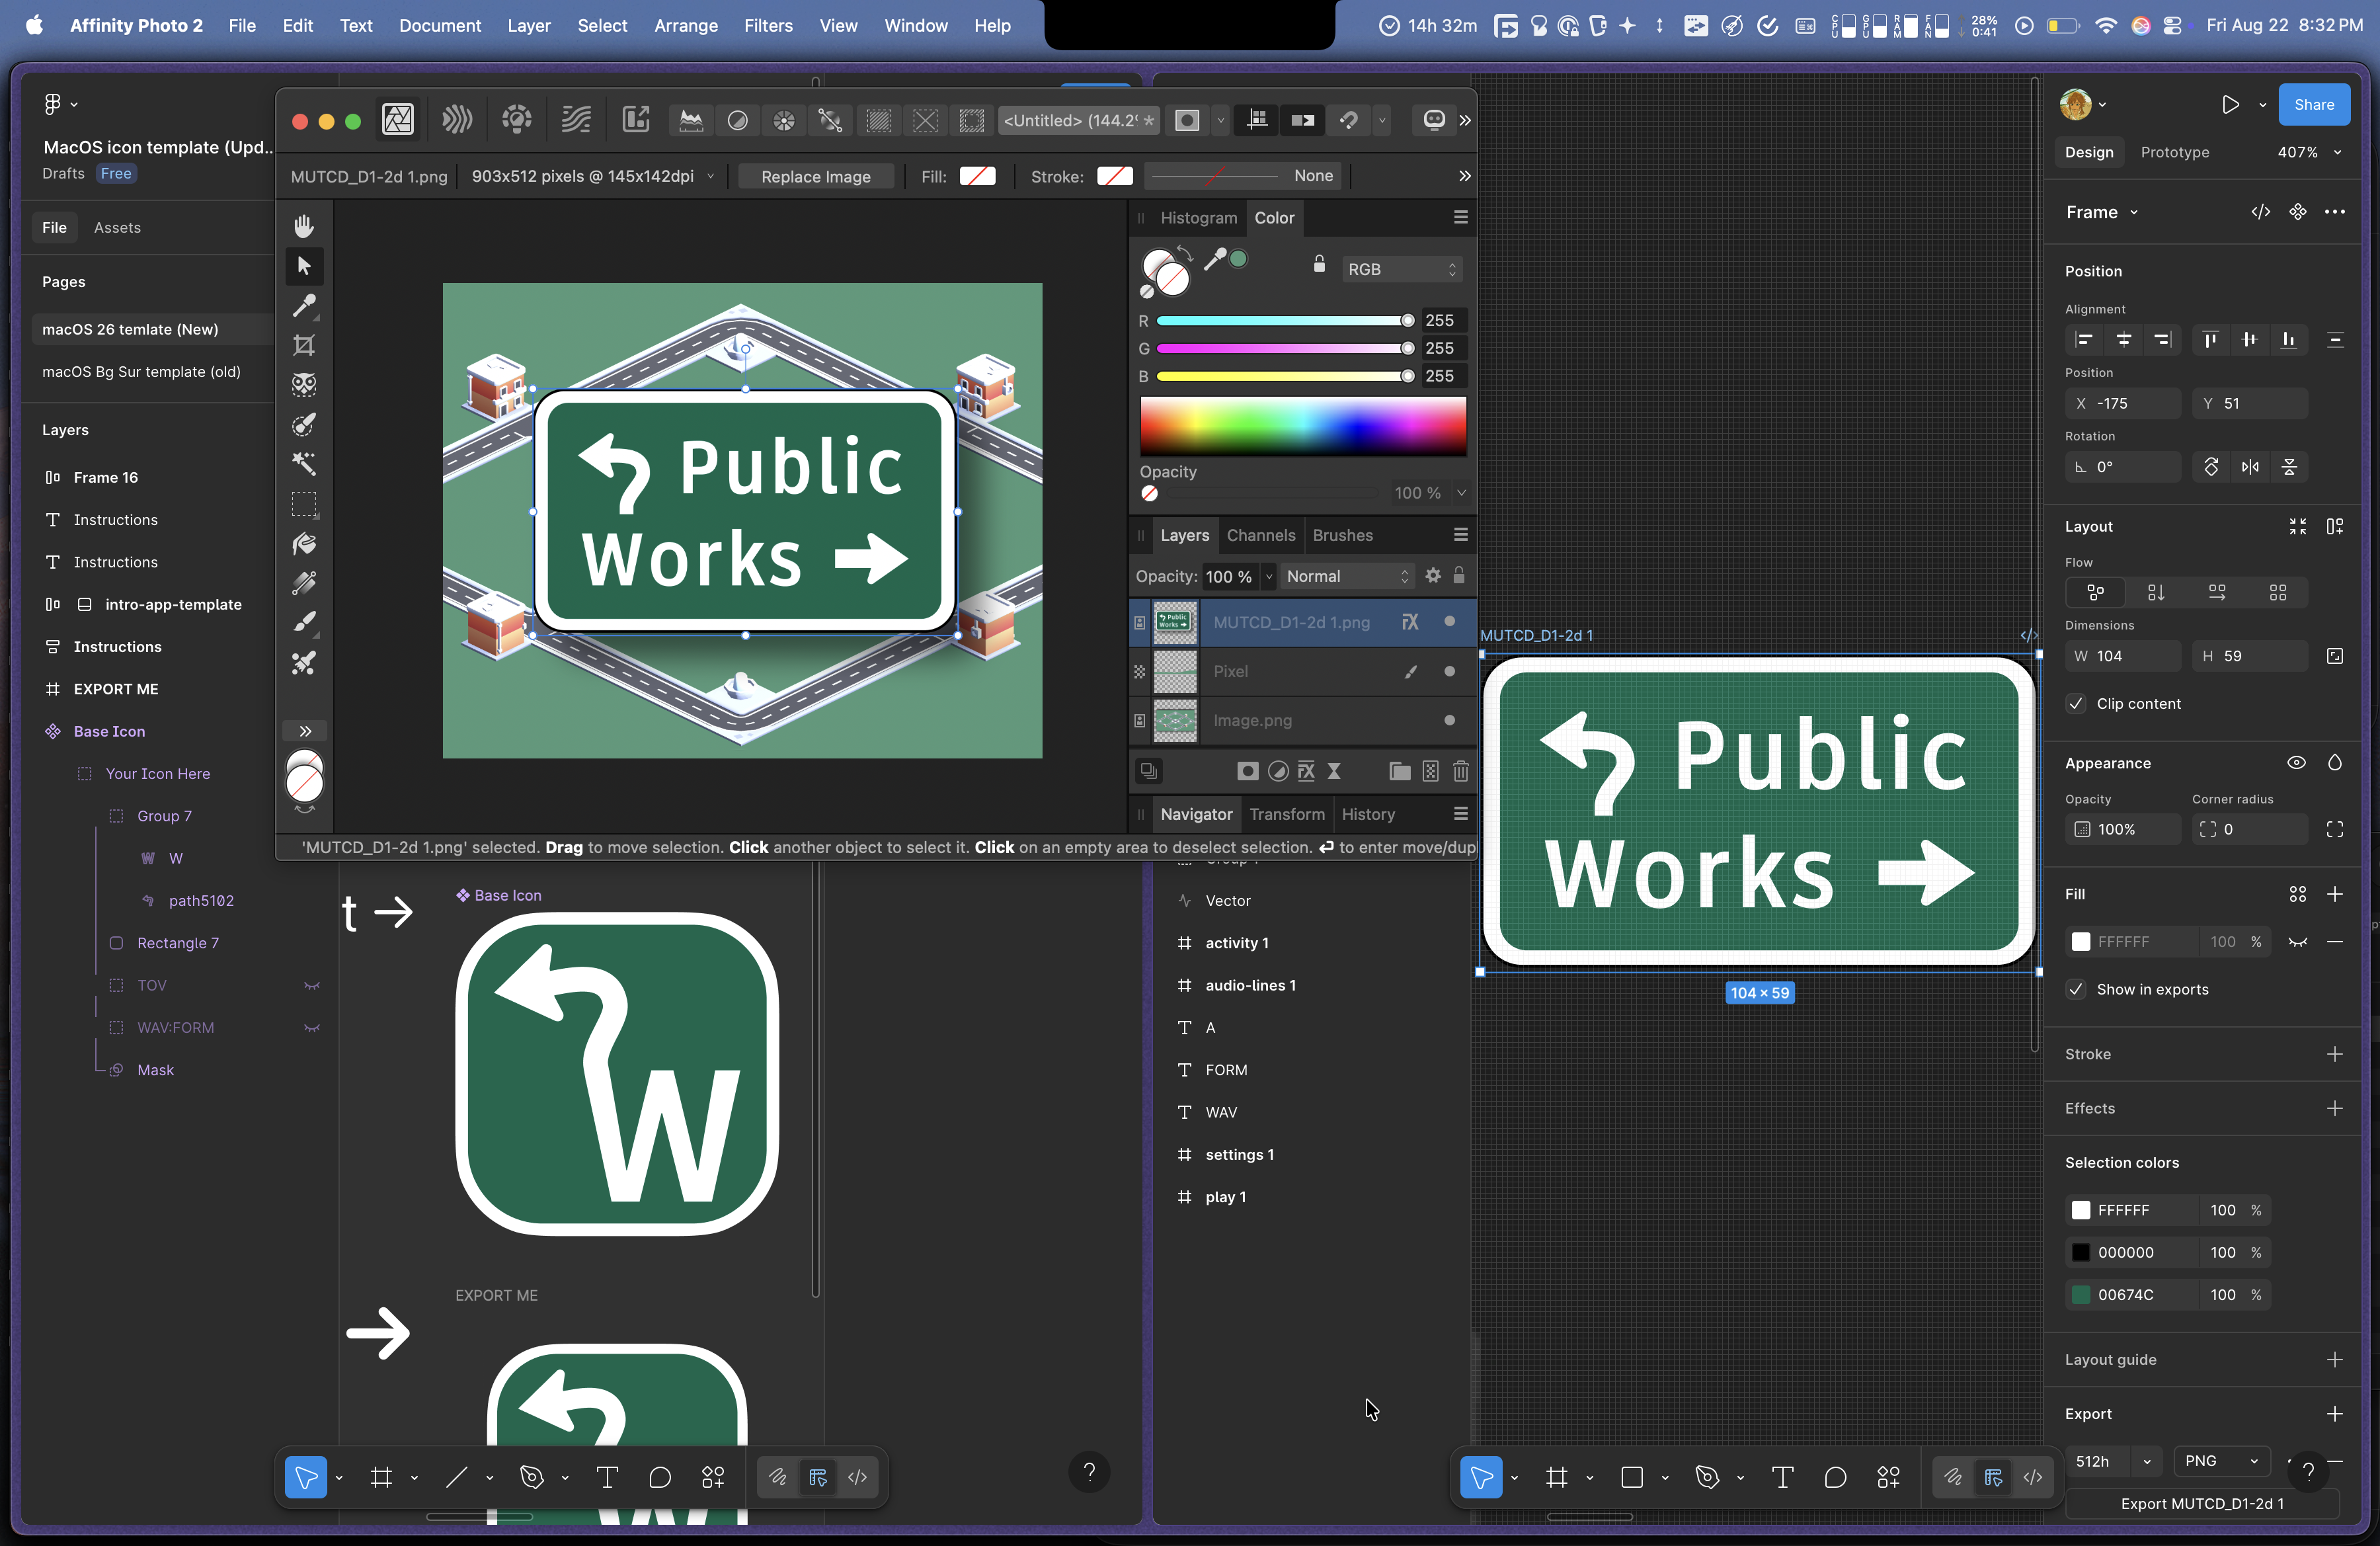 Affinity Photo 2 File Edit Text Document Layer Select Arrange Filters View Window Help
14h 32m
CPU GPU RAM FAN 28% 0:41
Fri Aug 22 8:32 PM
MacOS icon template (Upd...
Drafts Free
File Assets
Pages
macOS 26 temlate (New)
macOS Bg Sur template (old)
Layers
Frame 16
Instructions
Instructions
intro-app-template
Instructions
EXPORT ME
Base Icon
Your Icon Here
Group 7
W
path5102
Rectangle 7
TOV
WAV:FORM
Mask
<Untitled> (144.2% *
MUTCD_D1-2d 1.png 903x512 pixels @ 145x142dpi Replace Image Fill: Stroke: None
Public
Works
Histogram Color
RGB
R 255
G 255
B 255
Opacity
100 %
Layers Channels Brushes
Opacity: 100 % Normal
MUTCD_D1-2d 1.png
Public
Works
Pixel
Image.png
Navigator Transform History
'MUTCD_D1-2d 1.png' selected. Drag to move selection. Click another object to select it. Click on an empty area to deselect selection. ↩ to enter move/dup
t →
Base Icon
W
EXPORT ME
W
?
Vector
activity 1
audio-lines 1
A
FORM
WAV
settings 1
play 1
MUTCD_D1-2d 1
Public
Works
104 × 59
Share
Design Prototype 407%
Frame
Position
Alignment
Position
X -175 Y 51
Rotation
0°
Layout
Flow
Dimensions
W 104 H 59
Clip content
Appearance
Opacity Corner radius
100% 0
Fill
FFFFFF 100 %
Show in exports
Stroke
Effects
Selection colors
FFFFFF 100 %
000000 100 %
00674C 100 %
Layout guide
Export
512h PNG
?
Export MUTCD_D1-2d 1